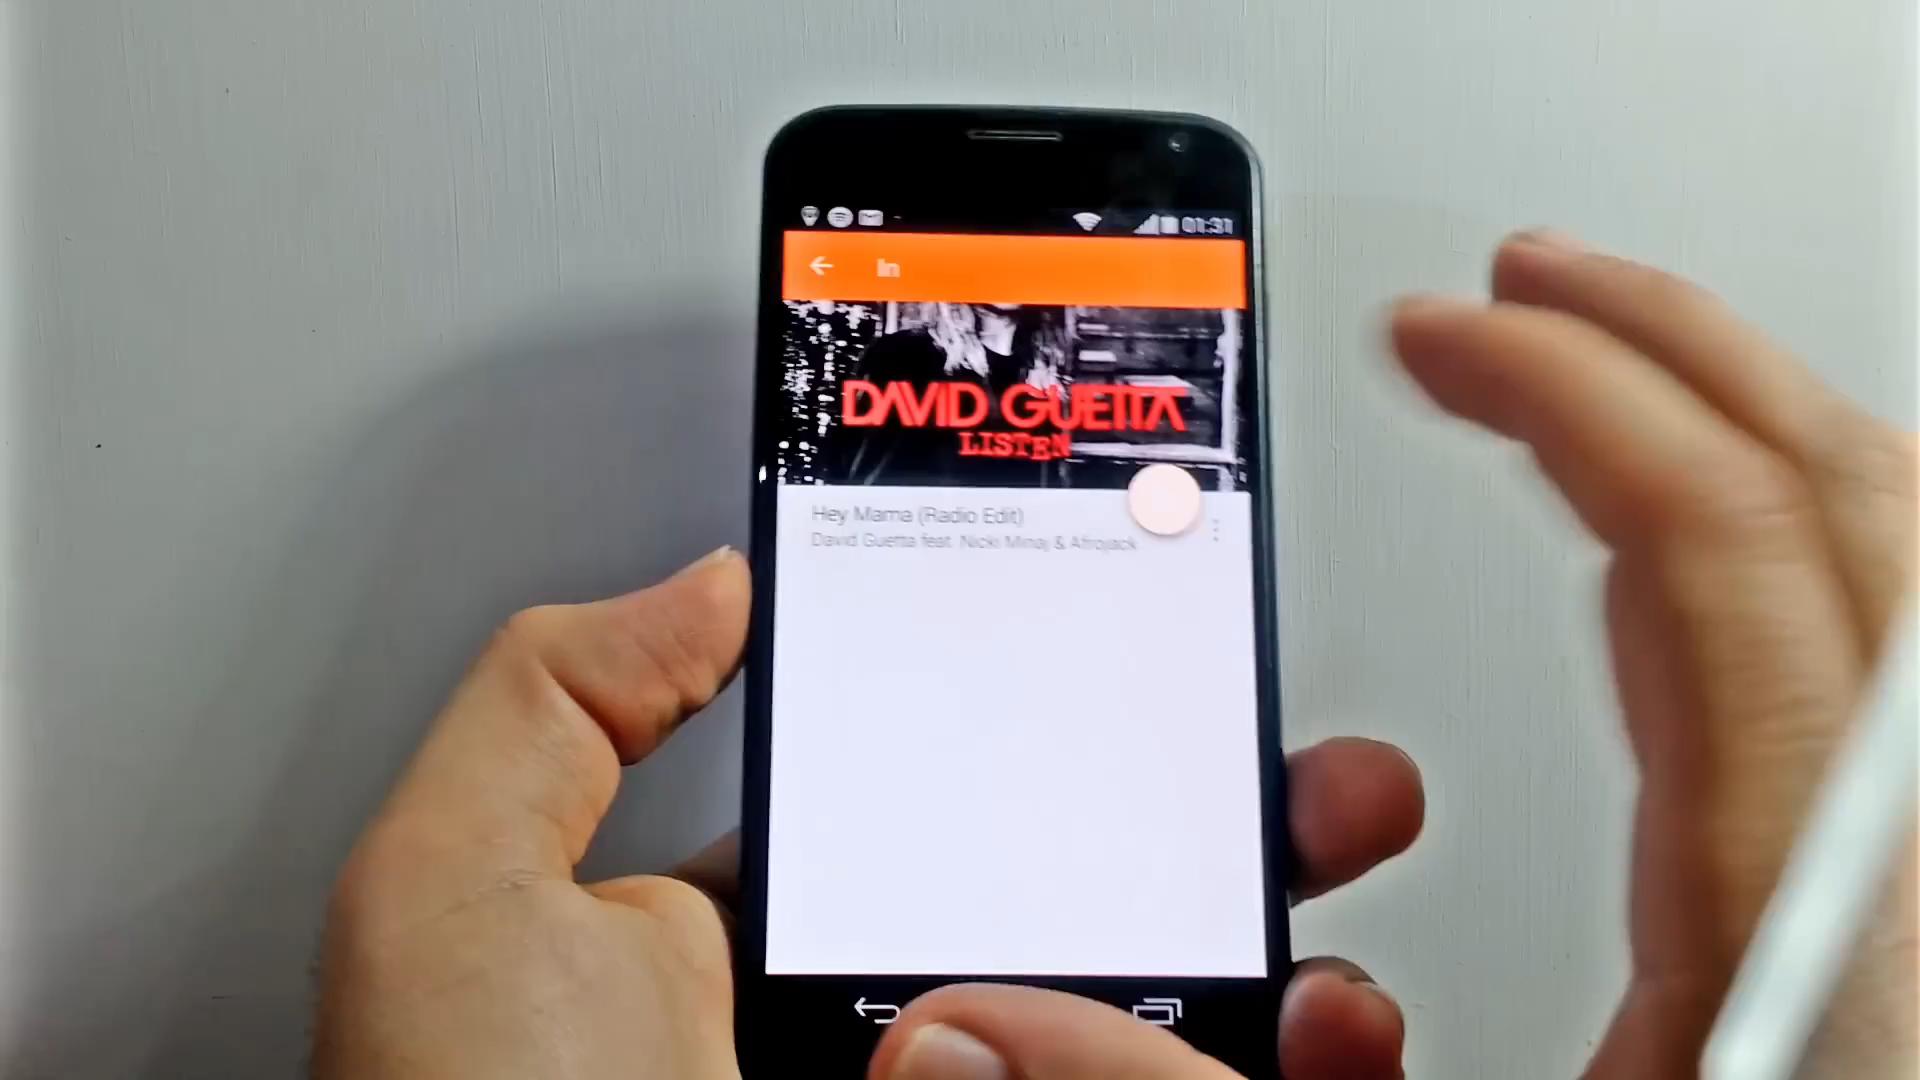 01:31
In
DAVID GUETTA
LISTEN
Hey Mama (Radio Edit)
David Guetta feat. Nicki Minaj & Afrojack